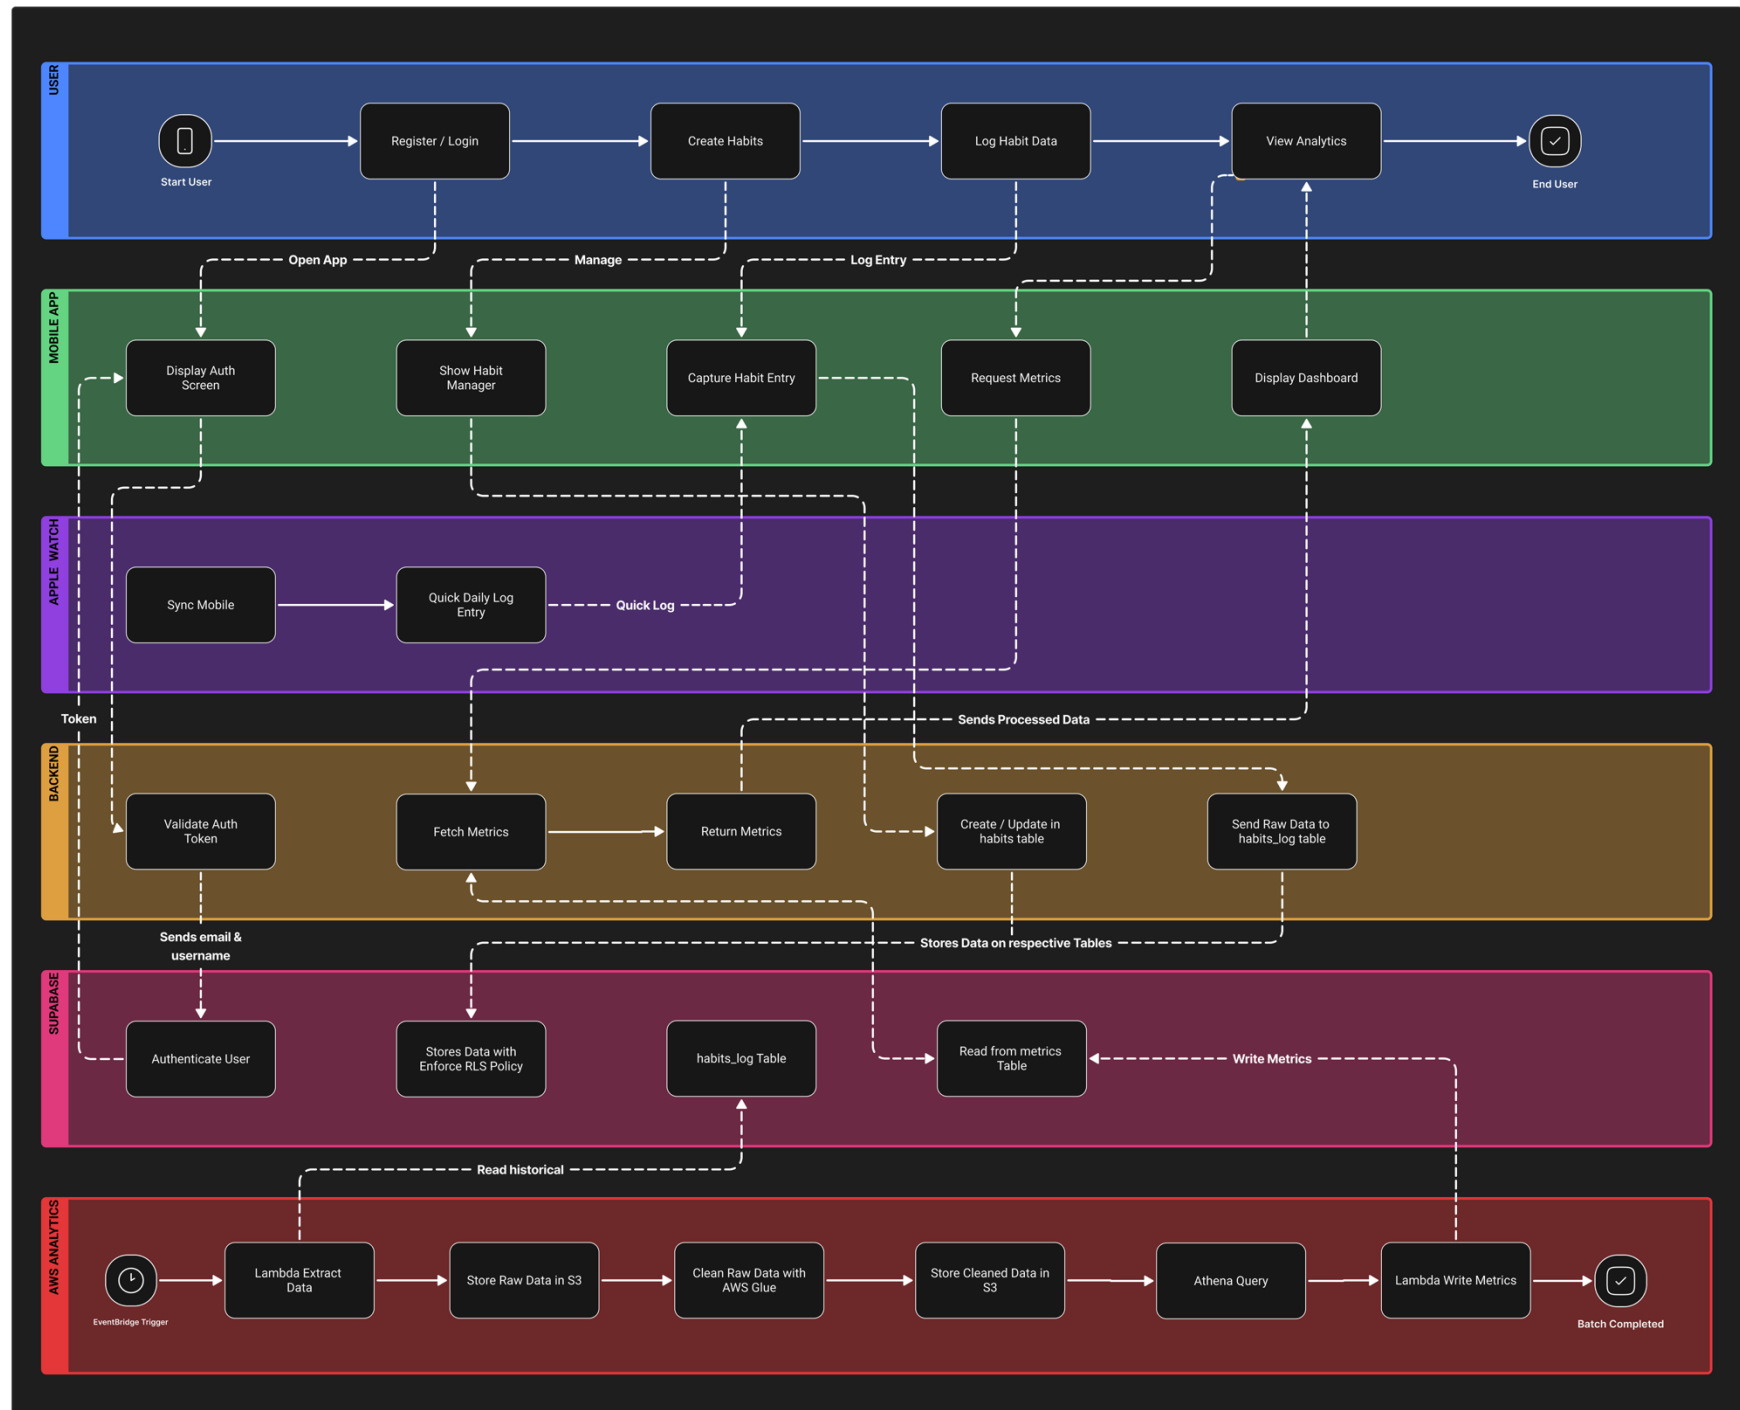 USER
Start User
Register / Login
Create Habits
Log Habit Data
View Analytics
End User
Open App
Manage
Log Entry
MOBILE APP
Display Auth
Screen
Show Habit
Manager
Capture Habit Entry
Request Metrics
Display Dashboard
APPLE WATCH
Sync Mobile
Quick Daily Log
Entry
Quick Log
Token
Sends Processed Data
BACKEND
Validate Auth
Token
Fetch Metrics
Return Metrics
Create / Update in
habits table
Send Raw Data to
habits_log table
Sends email &
username
Stores Data on respective Tables
SUPABASE
Authenticate User
Stores Data with
Enforce RLS Policy
habits_log Table
Read from metrics
Table
Write Metrics
Read historical
AWS ANALYTICS
EventBridge Trigger
Lambda Extract
Data
Store Raw Data in S3
Clean Raw Data with
AWS Glue
Store Cleaned Data in
S3
Athena Query
Lambda Write Metrics
Batch Completed